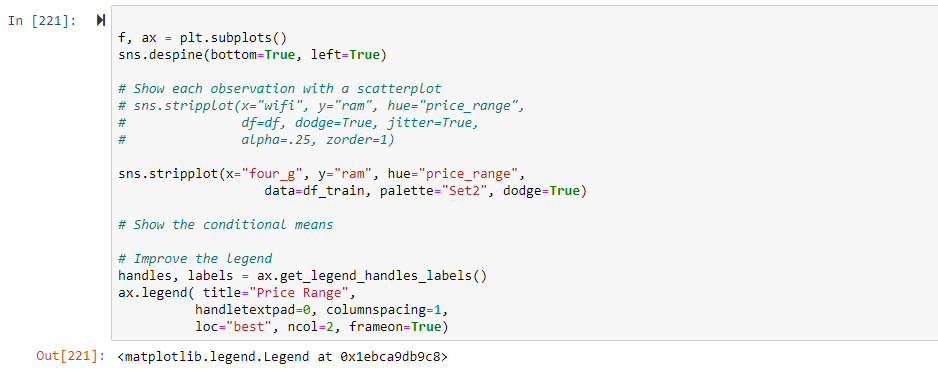 In [221]:
f, ax = plt.subplots()
sns.despine(bottom=True, left=True)
# Show each observation with a scatterplot
# sns.stripplot(x="wifi", y="ram", hue="price_range",
#               df=df, dodge=True, jitter=True,
#               alpha=.25, zorder=1)
sns.stripplot(x="four_g", y="ram", hue="price_range",
                   data=df_train, palette="Set2", dodge=True)
# Show the conditional means
# Improve the legend
handles, labels = ax.get_legend_handles_labels()
ax.legend( title="Price Range",
          handletextpad=0, columnspacing=1,
          loc="best", ncol=2, frameon=True)
Out[221]: <matplotlib.legend.Legend at 0x1ebca9db9c8>